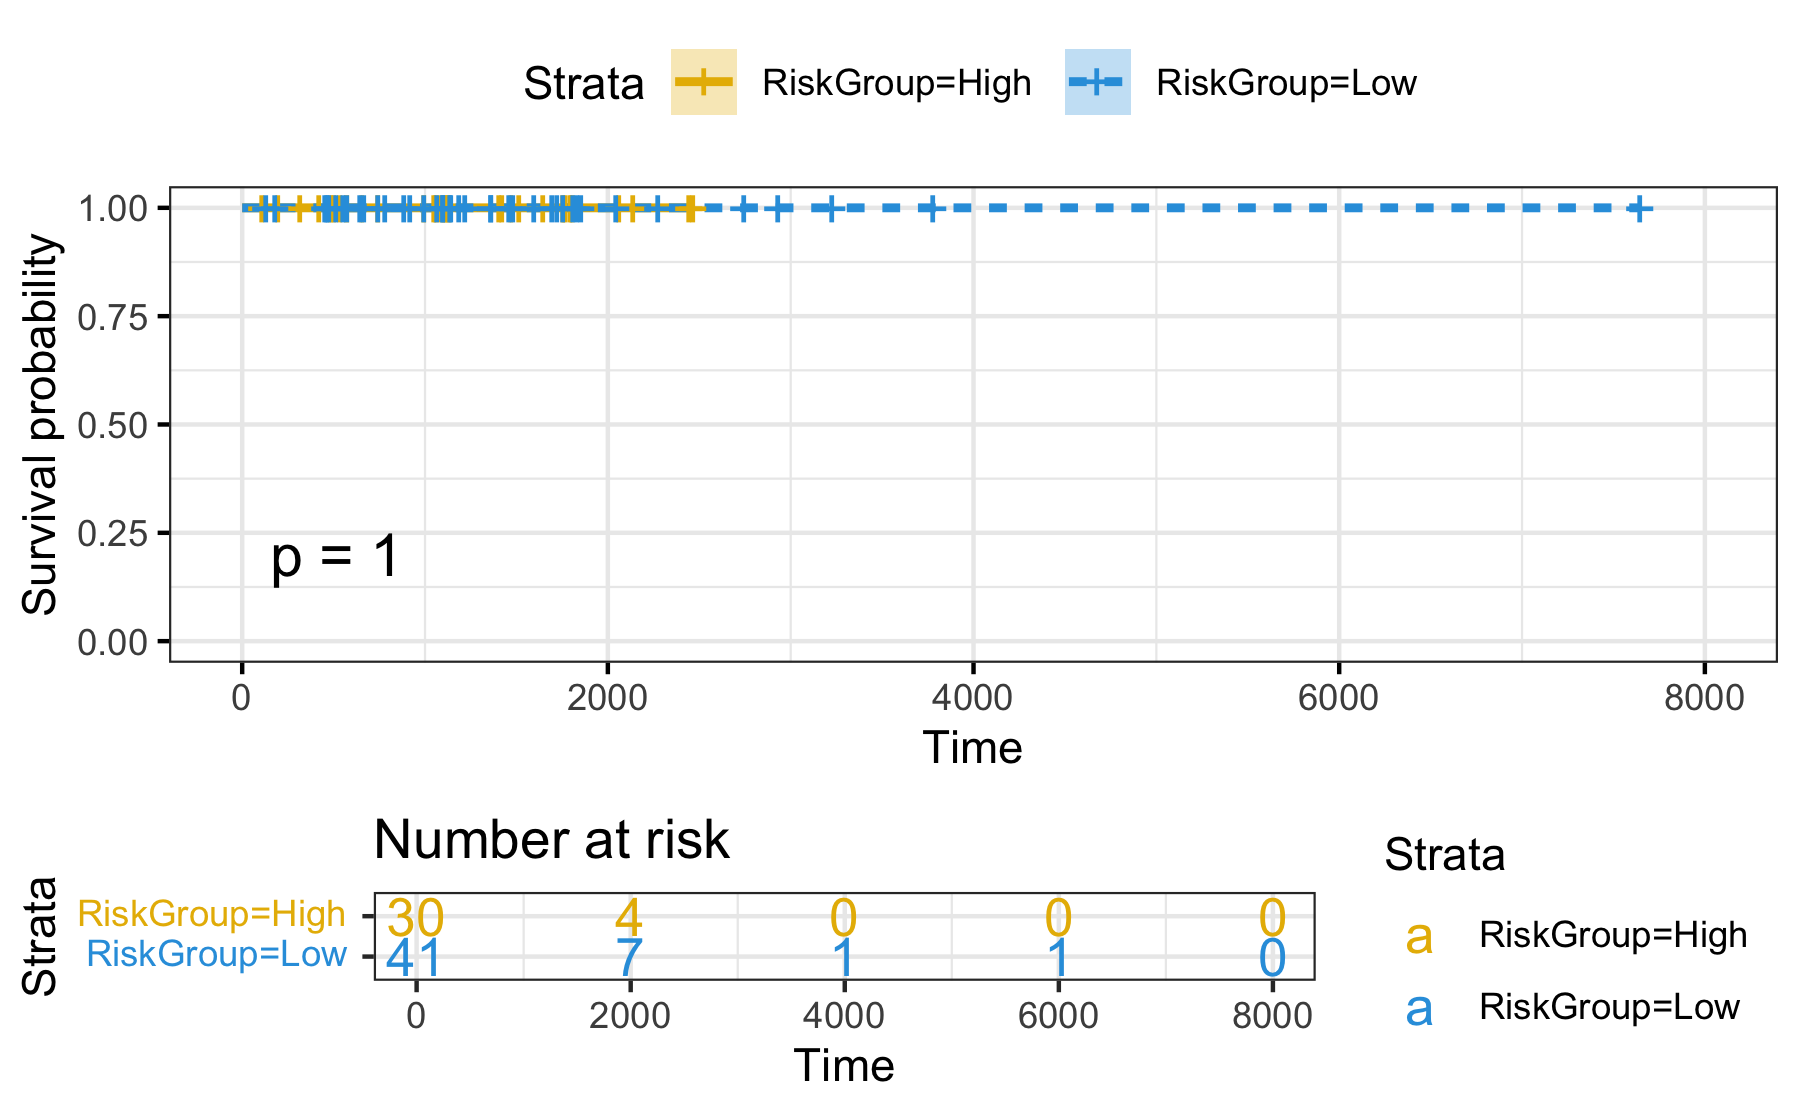 Strata RiskGroup=High RiskGroup=Low
1.00
0.75
0.50
0.25
0.00
Survival probability
p = 1
0 2000 4000 6000 8000
Time
Number at risk
Strata
RiskGroup=High 30 4 0 0 0
RiskGroup=Low 41 7 1 1 0
0 2000 4000 6000 8000
Time
Strata
a RiskGroup=High
a RiskGroup=Low